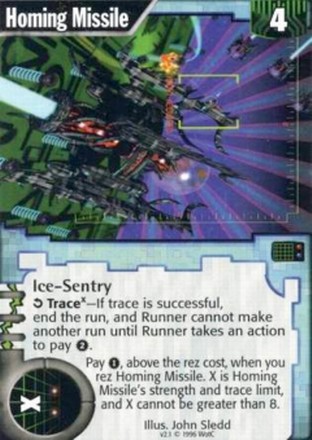 Homing Missile
4
Ice-Sentry
Trace^X—If trace is successful,
end the run, and Runner cannot make
another run until Runner takes an action
to pay 2.
Pay 1, above the rez cost, when you
rez Homing Missile. X is Homing
Missile's strength and trace limit,
and X cannot be greater than 8.
X
Illus. John Sledd
v2.1 © 1996 WotC